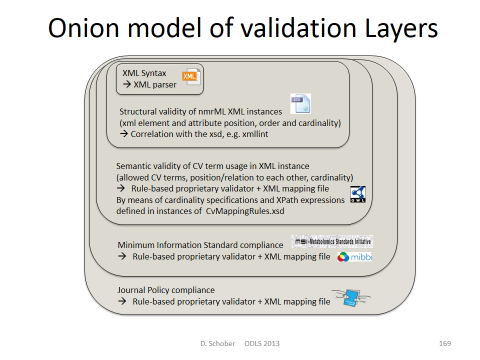 Onion model of validation Layers
XML Syntax
→ XML parser
XML
Structural validity of nmrML XML instances
(xml element and attribute position, order and cardinality)
→ Correlation with the xsd, e.g. xmllint
Semantic validity of CV term usage in XML instance
(allowed CV terms, position/relation to each other, cardinality)
→ Rule-based proprietary validator + XML mapping file
By means of cardinality specifications and XPath expressions
defined in instances of CvMappingRules.xsd
Minimum Information Standard compliance
Metabolomics Standards Initiative
→ Rule-based proprietary validator + XML mapping file
mibbi
Journal Policy compliance
→ Rule-based proprietary validator + XML mapping file
D. Schober ODLS 2013
169